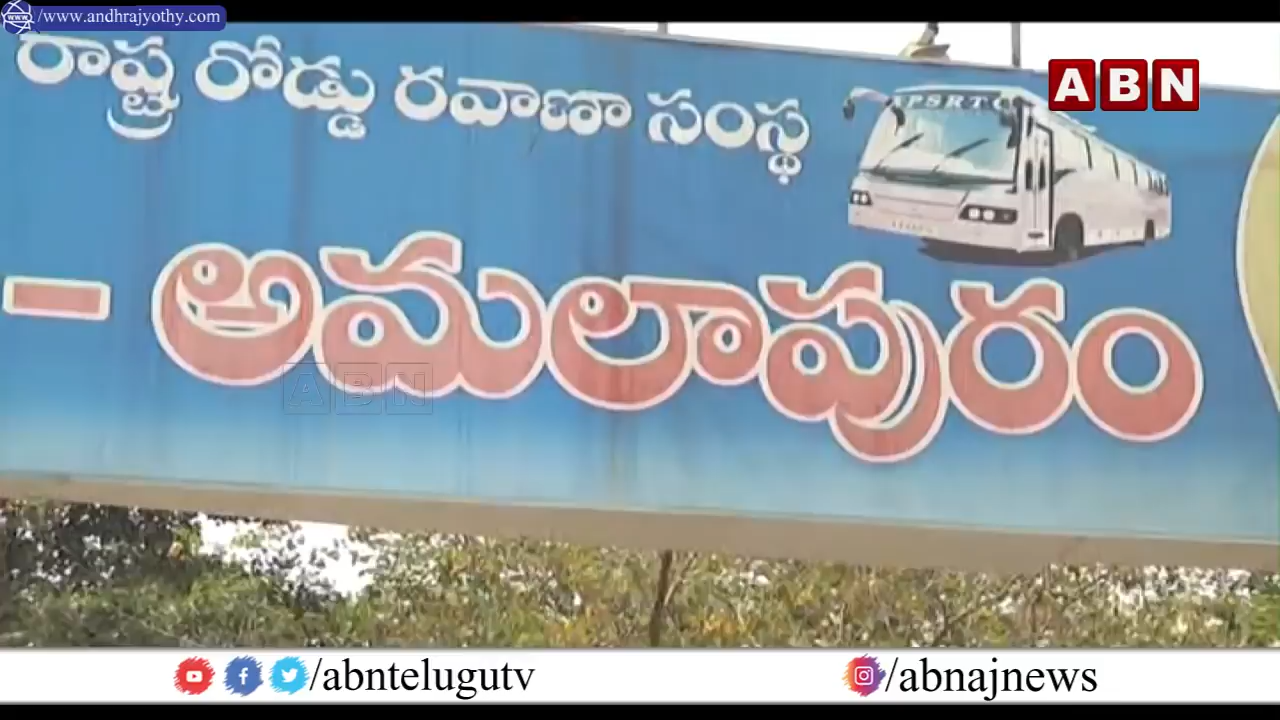 /www.andhrajyothy.com
ABN
రాష్ట్ర రోడ్డు రవాణా సంస్థ
APSRTC
- అమలాపురం
ABN
/abntelugutv
/abnajnews